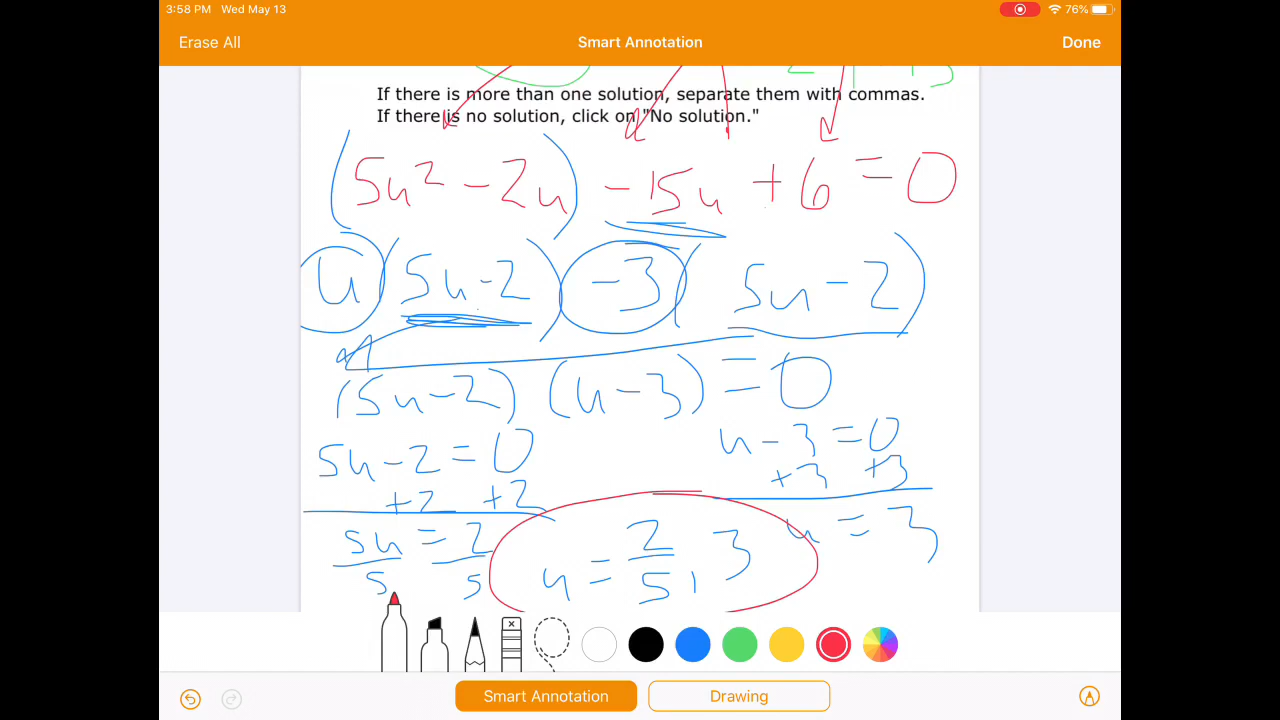 3:58 PM Wed May 13 76%
Erase All Smart Annotation Done
If there is more than one solution, separate them with commas.
If there is no solution, click on "No solution."
(5u² - 2u) - 15u + 6 = 0
u (5u - 2) - 3 (5u - 2)
(5u - 2) (u - 3) = 0
5u - 2 = 0 u - 3 = 0
+2 +2 +3 +3
5u = 2 u = 3
5 5
u = 2/5, 3
Smart Annotation Drawing